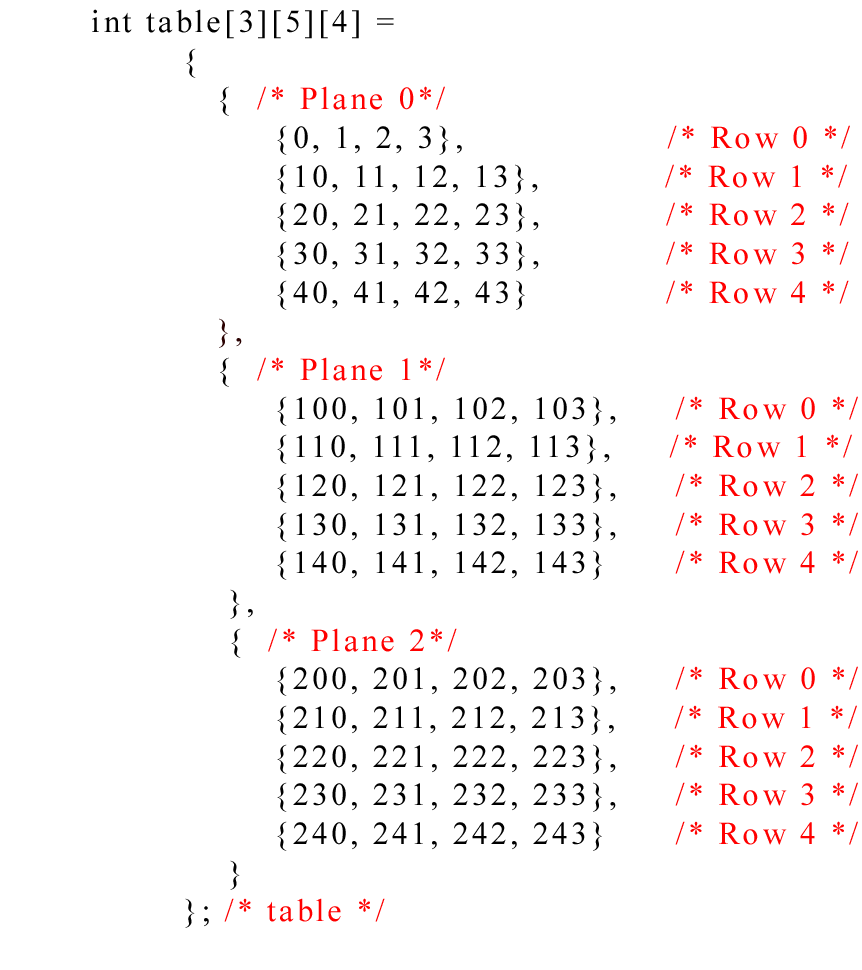 int table[3][5][4] =
{
{ /* Plane 0*/
{0, 1, 2, 3}, /* Row 0 */
{10, 11, 12, 13}, /* Row 1 */
{20, 21, 22, 23}, /* Row 2 */
{30, 31, 32, 33}, /* Row 3 */
{40, 41, 42, 43} /* Row 4 */
},
{ /* Plane 1*/
{100, 101, 102, 103}, /* Row 0 */
{110, 111, 112, 113}, /* Row 1 */
{120, 121, 122, 123}, /* Row 2 */
{130, 131, 132, 133}, /* Row 3 */
{140, 141, 142, 143} /* Row 4 */
},
{ /* Plane 2*/
{200, 201, 202, 203}, /* Row 0 */
{210, 211, 212, 213}, /* Row 1 */
{220, 221, 222, 223}, /* Row 2 */
{230, 231, 232, 233}, /* Row 3 */
{240, 241, 242, 243} /* Row 4 */
}
}; /* table */